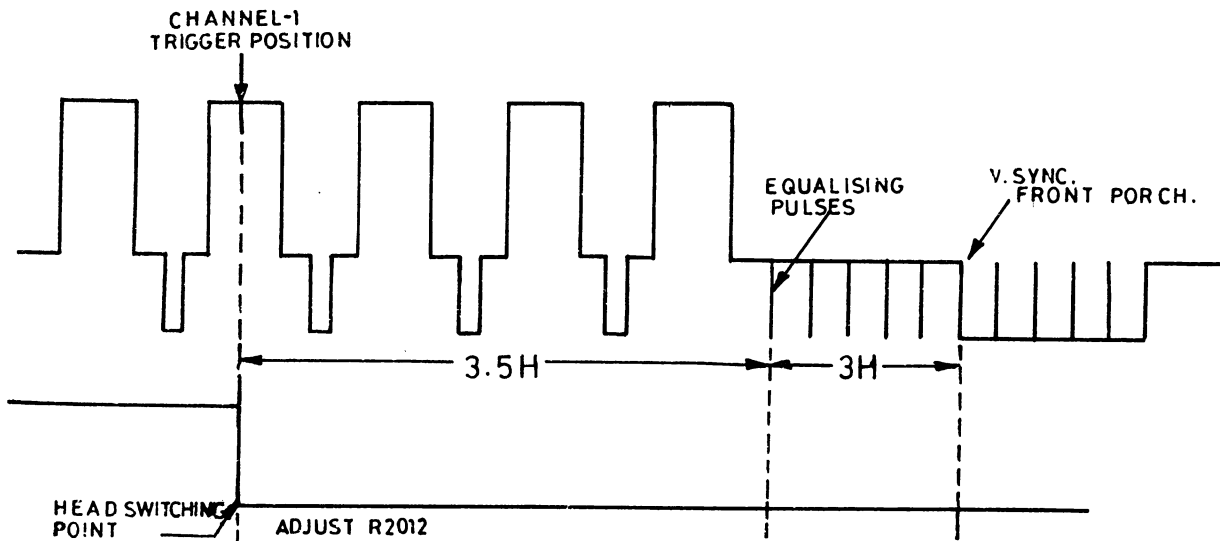 CHANNEL-1
TRIGGER POSITION
EQUALISING
PULSES
V. SYNC.
FRONT PORCH.
3.5H
3H
HEAD SWITCHING
POINT
ADJUST R2012